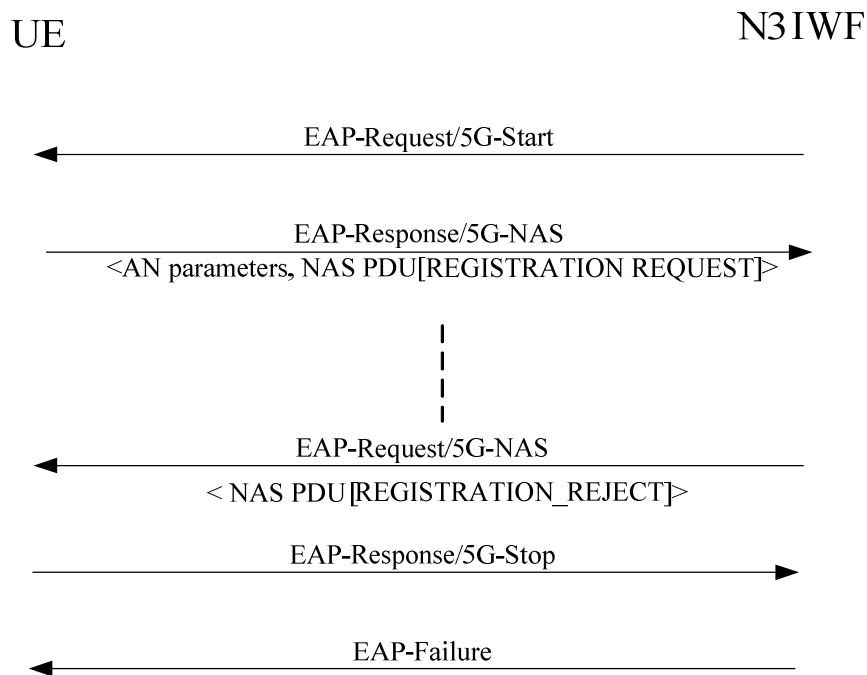 UE
N3IWF
EAP-Request/5G-Start
EAP-Response/5G-NAS
<AN parameters, NAS PDU[REGISTRATION REQUEST]>
EAP-Request/5G-NAS
< NAS PDU[REGISTRATION_REJECT]>
EAP-Response/5G-Stop
EAP-Failure